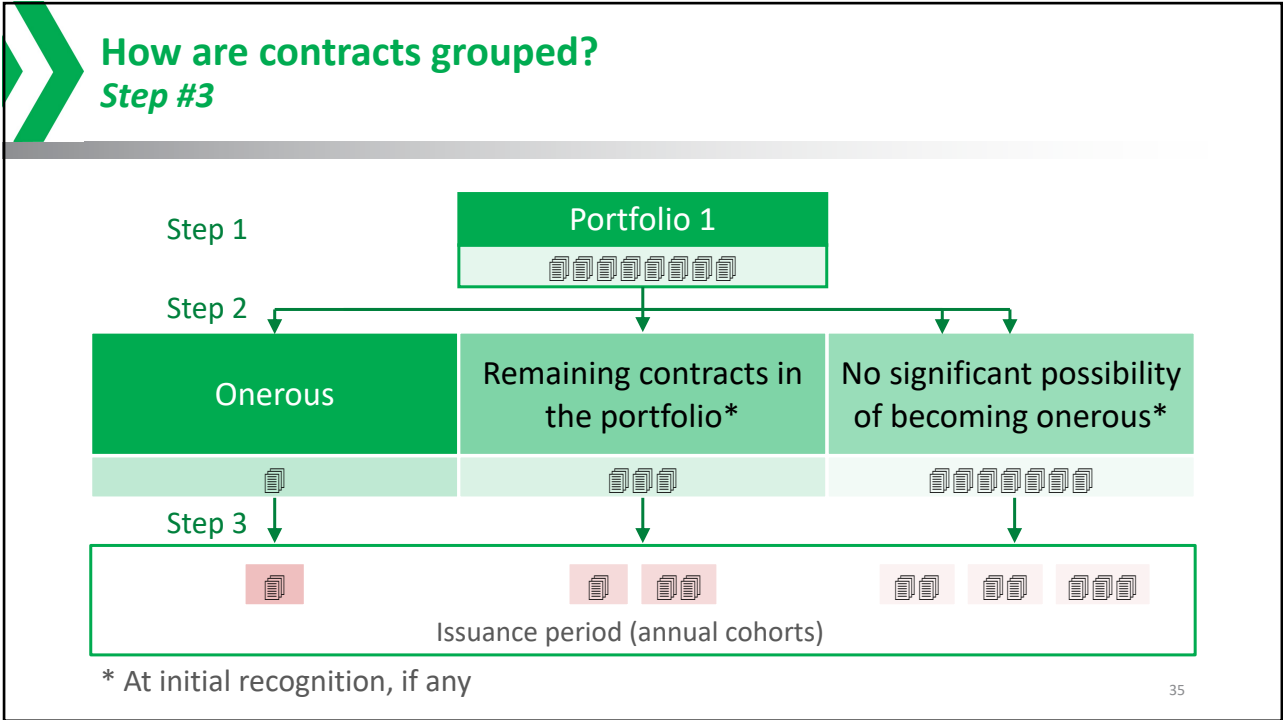 How are contracts grouped?
Step #3
Step 1
Portfolio 1
Step 2
Onerous
Remaining contracts in
the portfolio*
No significant possibility
of becoming onerous*
Step 3
Issuance period (annual cohorts)
* At initial recognition, if any
35